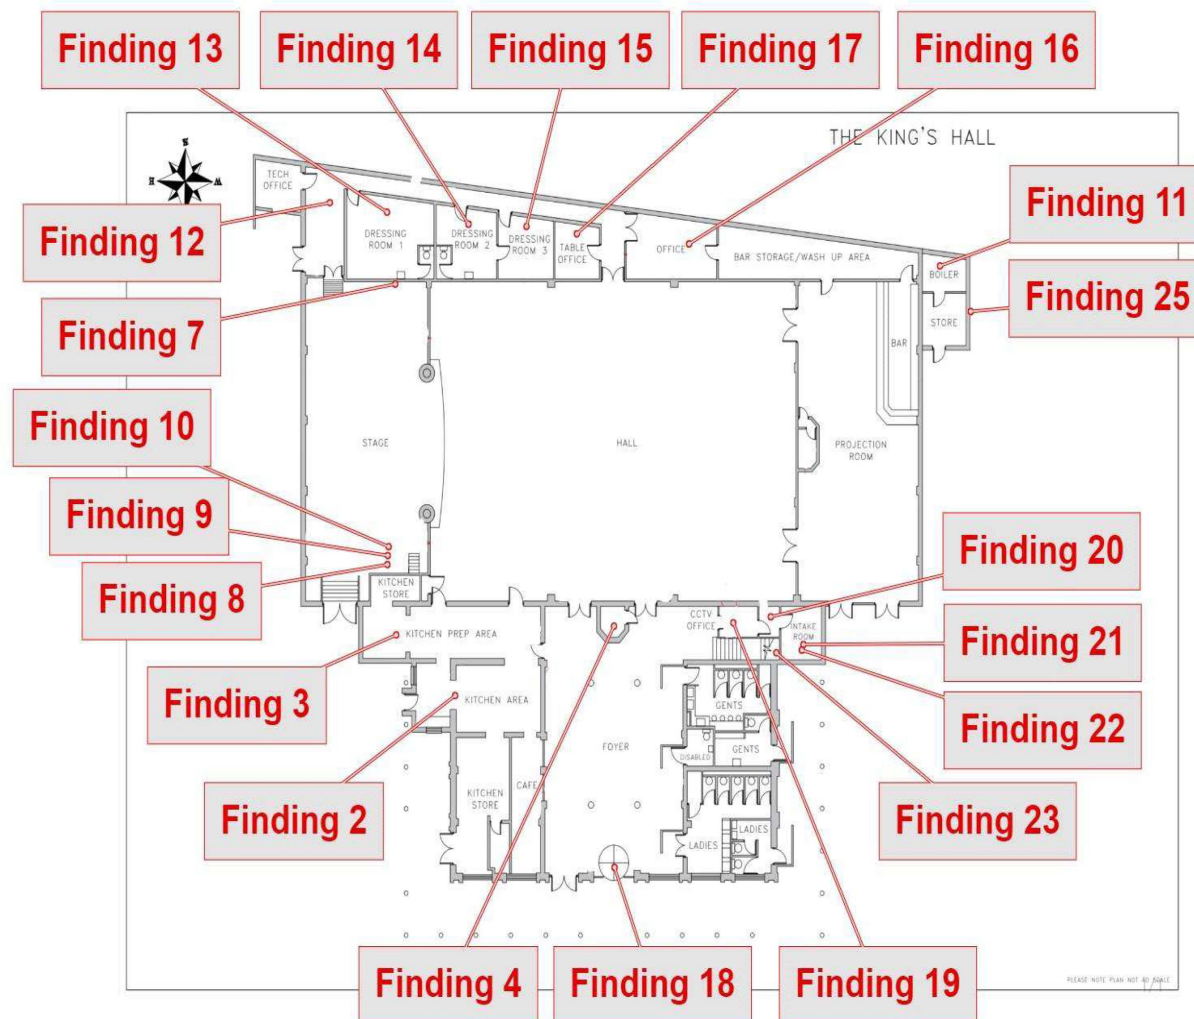 Finding 13
Finding 14
Finding 15
Finding 17
Finding 16
THE KING'S HALL
TECH
OFFICE
Finding 12
DRESSING
ROOM 1
DRESSING
ROOM 2
DRESSING
ROOM 3
TABLE
OFFICE
OFFICE
BAR STORAGE/WASH UP AREA
Finding 11
BOILER
Finding 7
Finding 25
STORE
BAR
Finding 10
STAGE
HALL
PROJECTION
ROOM
Finding 9
Finding 8
Finding 20
KITCHEN
STORE
CCTV
OFFICE
INTAKE
ROOM
KITCHEN PREP AREA
Finding 21
Finding 3
KITCHEN AREA
GENTS
Finding 22
FOYER
DISABLED
GENTS
Finding 2
KITCHEN
STORE
CAFE
Finding 23
LADIES
LADIES
Finding 4
Finding 18
Finding 19
PLEASE NOTE PLAN NOT TO SCALE